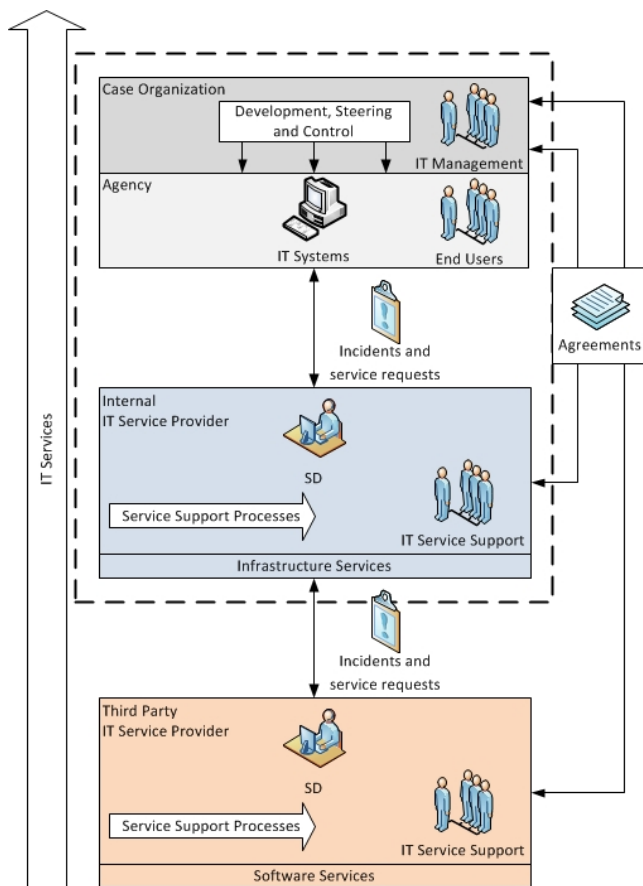 Case Organization
Development, Steering
and Control
IT Management
Agency
IT Systems
End Users
Agreements
Incidents and
service requests
IT Services
Internal
IT Service Provider
SD
Service Support Processes
IT Service Support
Infrastructure Services
Incidents and
service requests
Third Party
IT Service Provider
SD
Service Support Processes
IT Service Support
Software Services